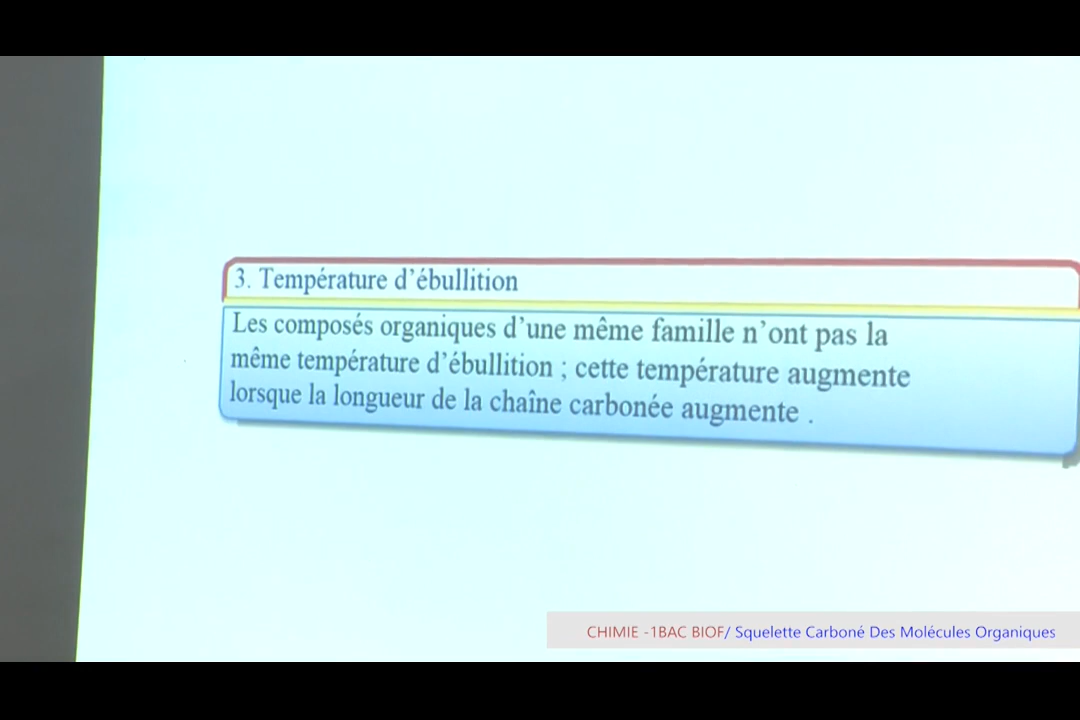 3. Température d'ébullition
Les composés organiques d'une même famille n'ont pas la
même température d'ébullition ; cette température augmente
lorsque la longueur de la chaîne carbonée augmente .
CHIMIE -1BAC BIOF/ Squelette Carboné Des Molécules Organiques